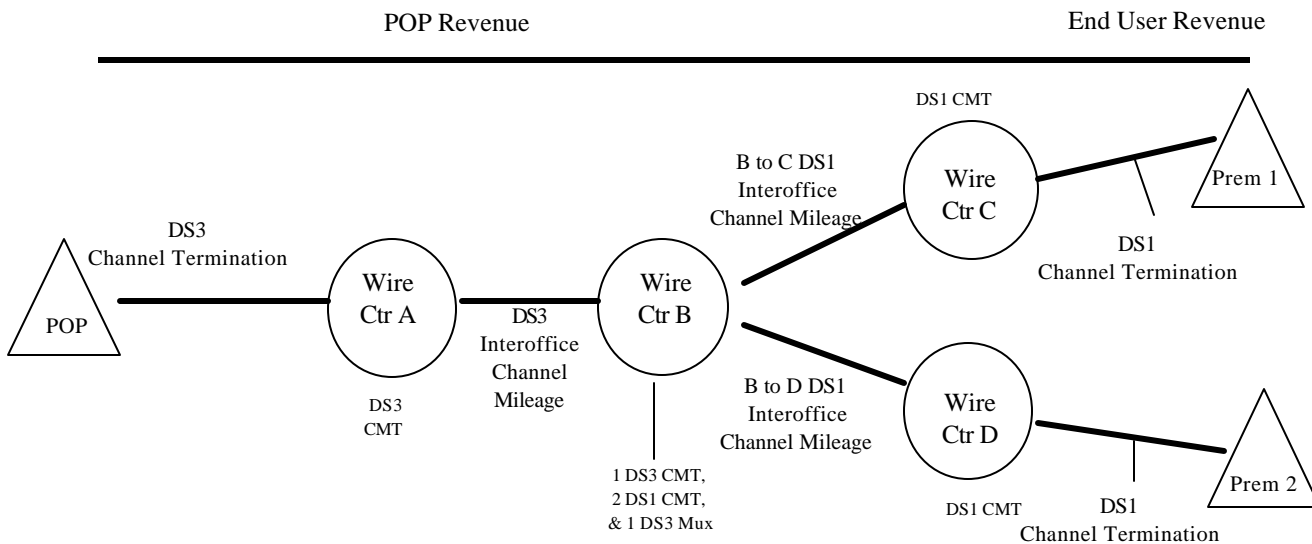 POP Revenue
End User Revenue
DS1 CMT
B to C DS1
Interoffice
Channel Mileage
Wire
Ctr C
Prem 1
DS1
Channel Termination
DS3
Channel Termination
POP
Wire
Ctr A
DS3
CMT
DS3
Interoffice
Channel
Mileage
Wire
Ctr B
1 DS3 CMT,
2 DS1 CMT,
& 1 DS3 Mux
B to D DS1
Interoffice
Channel Mileage
Wire
Ctr D
DS1 CMT
DS1
Channel Termination
Prem 2